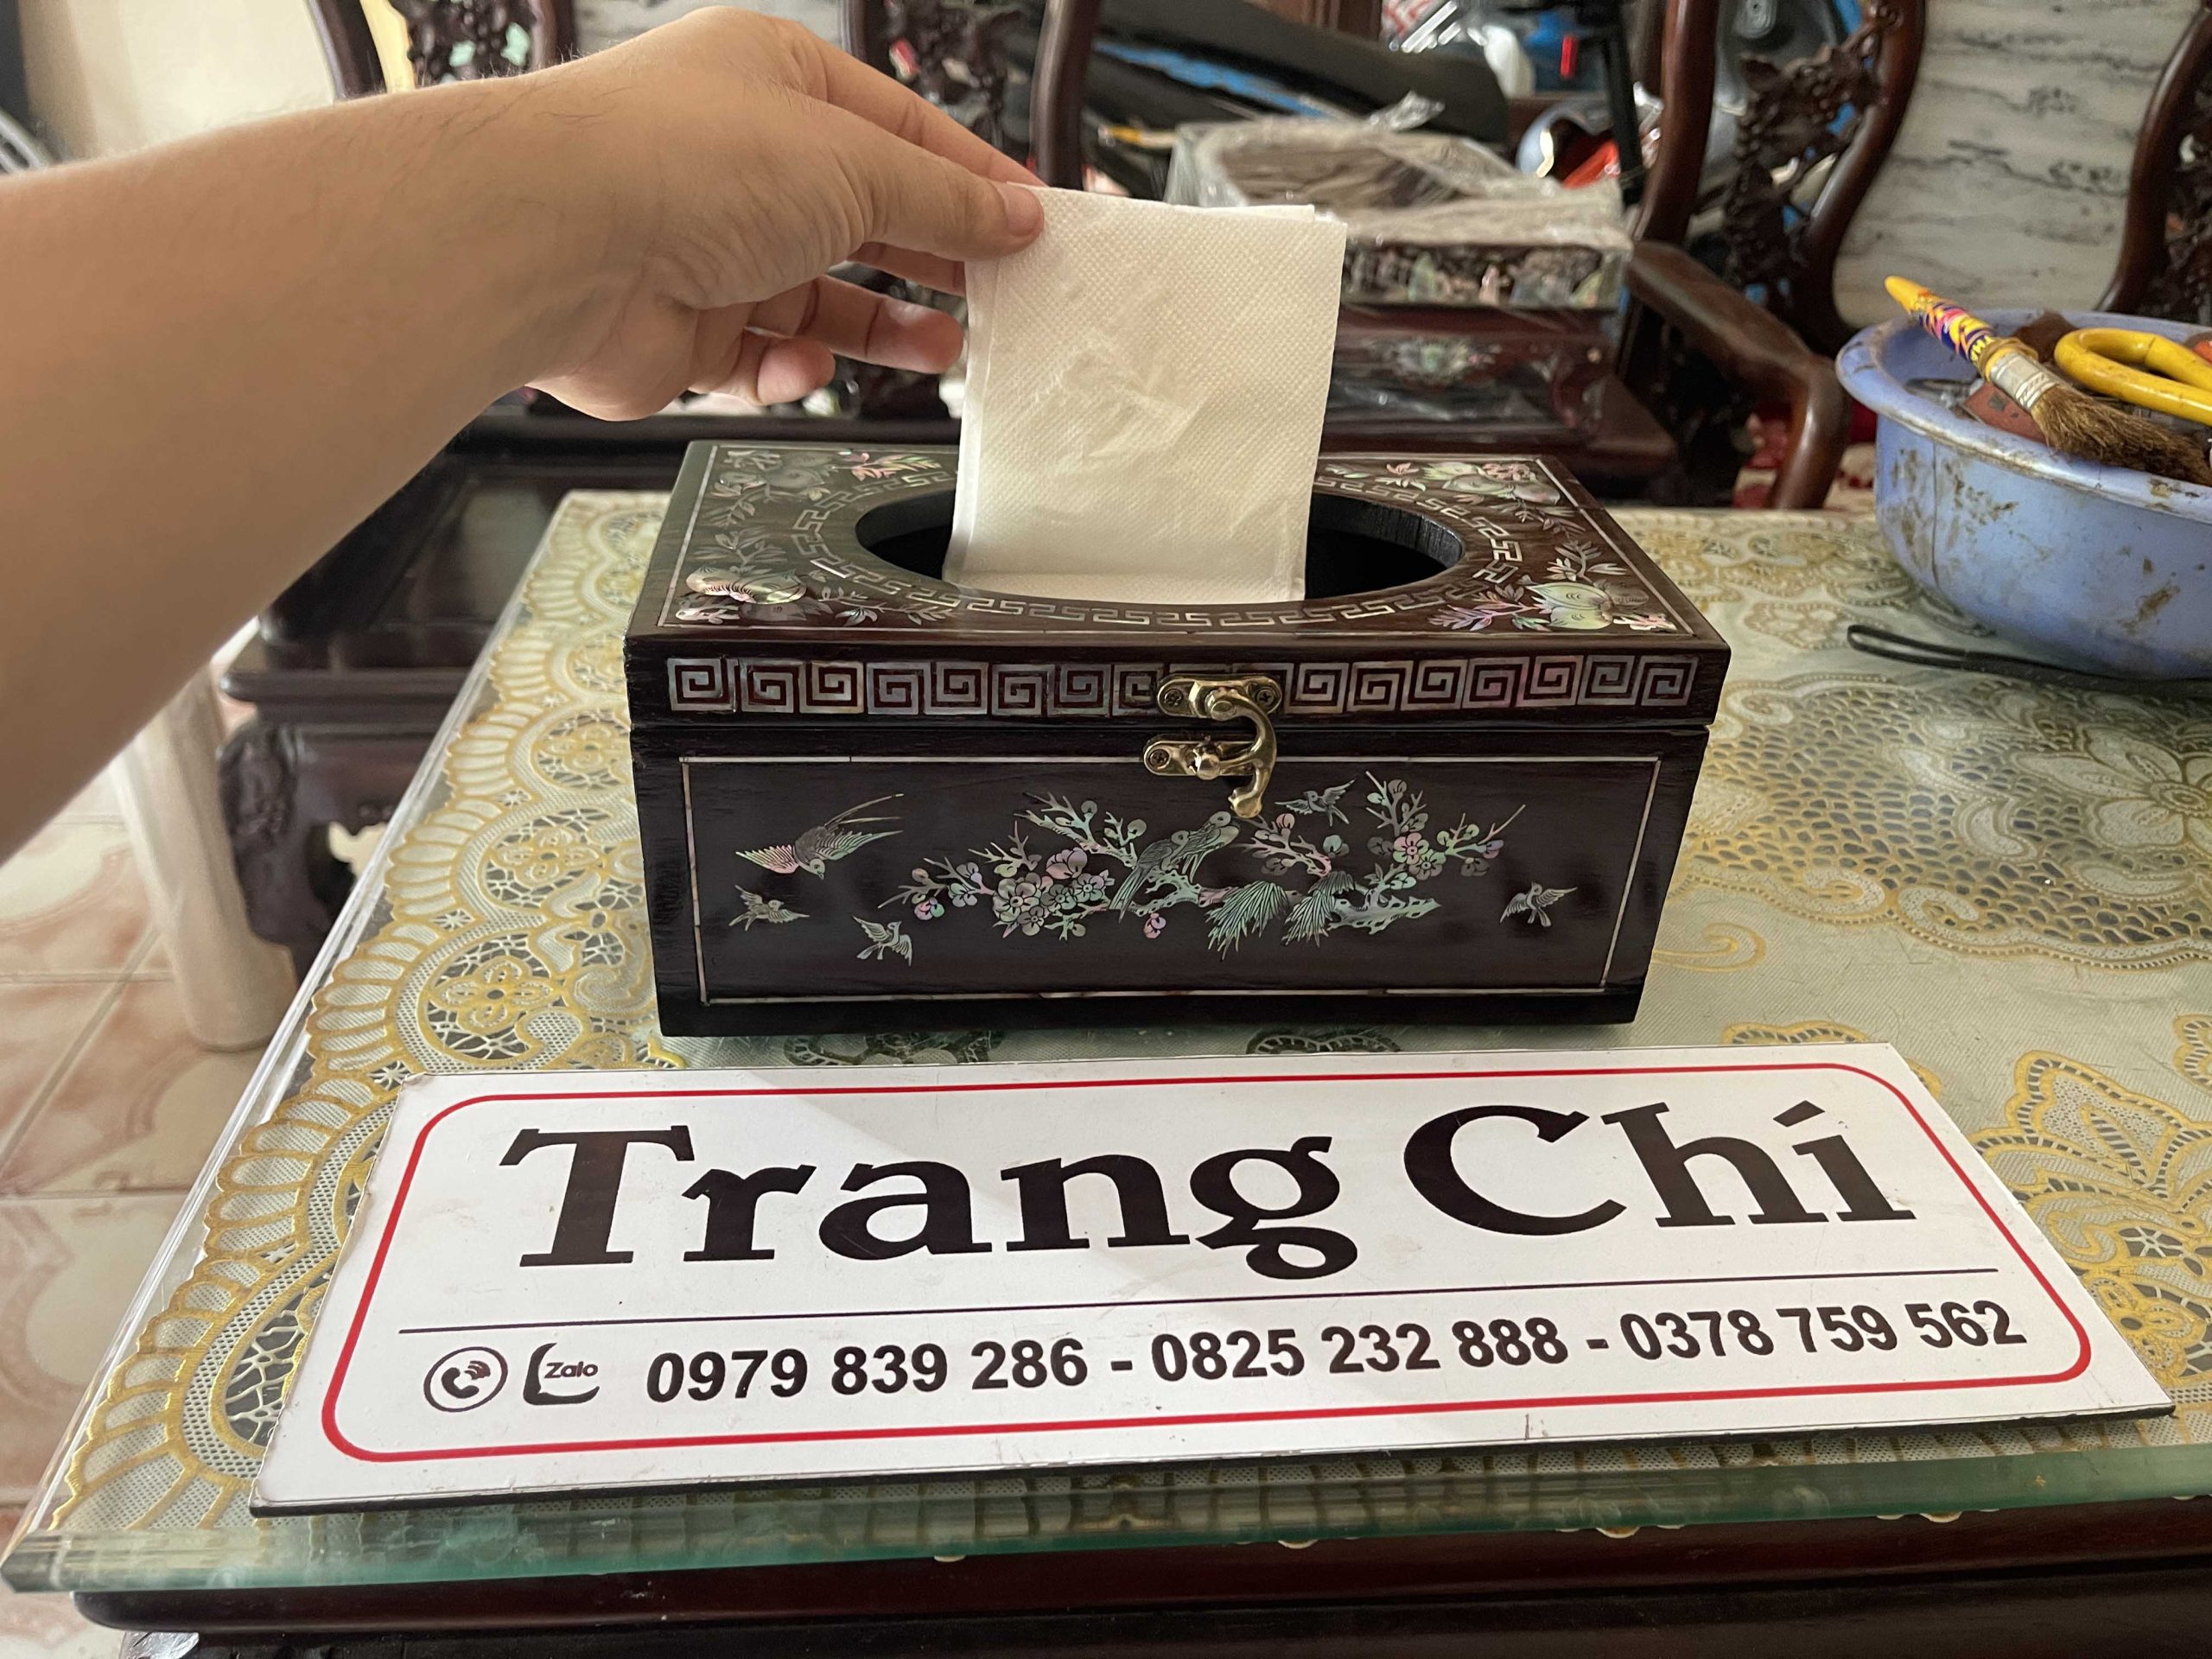 Trang Chí
Zalo 0979 839 286 - 0825 232 888 - 0378 759 562